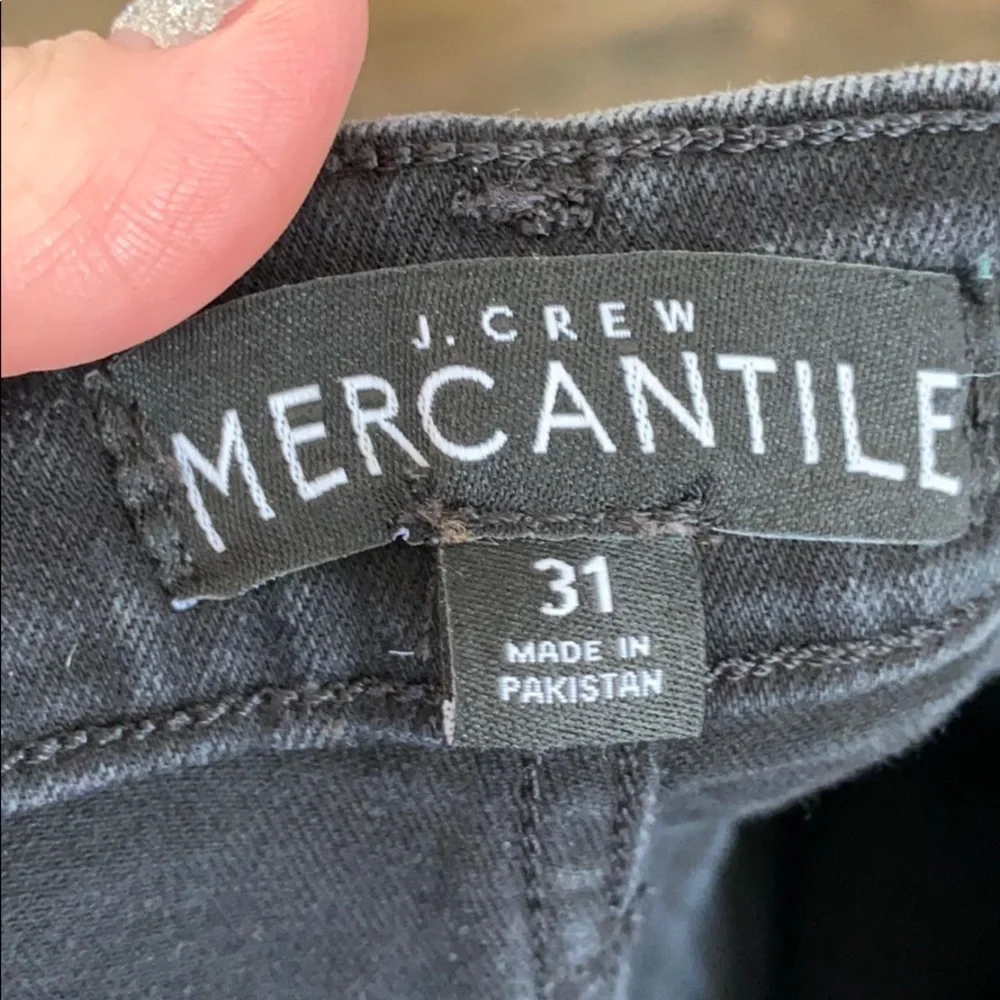 J. CREW
MERCANTILE
31
MADE IN
PAKISTAN